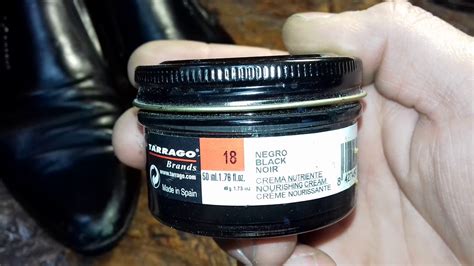 TARRAGO
Brands
www.tarrago.com
Made in Spain
18
50 ml. 1.76 fl.oz.
NEGRO
BLACK
NOIR
CREMA NUTRIENTE
NOURISHING CREAM
CRÈME NOURISSANTE